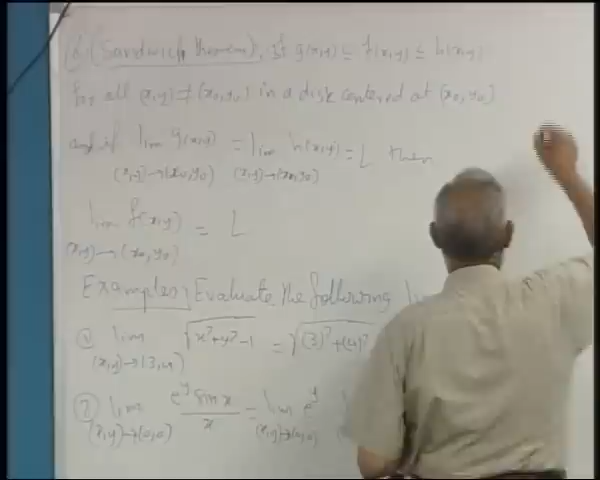 (Sandwich theorem), if g(x,y) ≤ f(x,y) ≤ h(x,y)
for all (x,y) ≠ (x₀,y₀) in a disk centered at (x₀,y₀)
and if lim g(x,y) = lim h(x,y) = L then
(x,y)→(x₀,y₀) (x,y)→(x₀,y₀)
lim f(x,y) = L
(x,y)→(x₀,y₀)
Examples: Evaluate the following
① lim √(x²+y²-1) = √((3)²+(4)²
(x,y)→(3,4)
② lim e^y sin x / x = lim e^y
(x,y)→(0,0) (x,y)→(0,0)